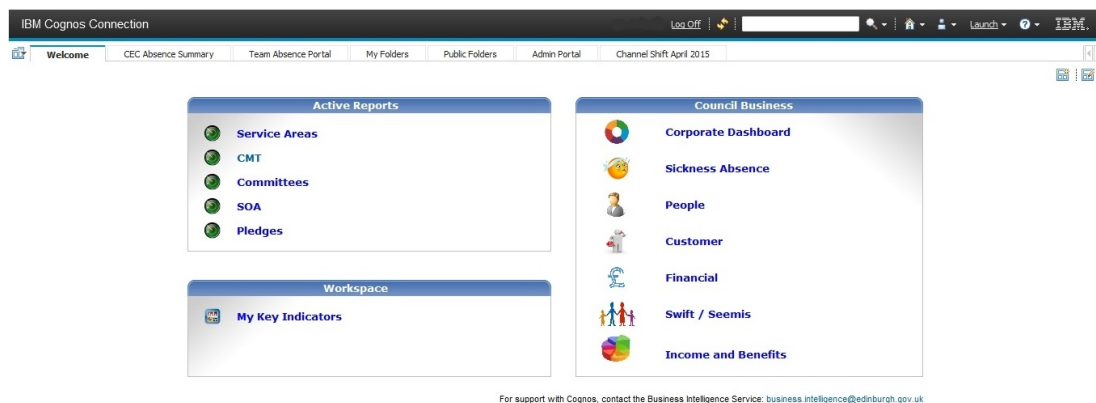 IBM Cognos Connection
Log Off
Launch
IBM.
Welcome
CEC Absence Summary
Team Absence Portal
My Folders
Public Folders
Admin Portal
Channel Shift April 2015
Active Reports
Service Areas
CMT
Committees
SOA
Pledges
Workspace
My Key Indicators
Council Business
Corporate Dashboard
Sickness Absence
People
Customer
Financial
Swift / Seemis
Income and Benefits
For support with Cognos, contact the Business Intelligence Service: business.intelligence@edinburgh.gov.uk